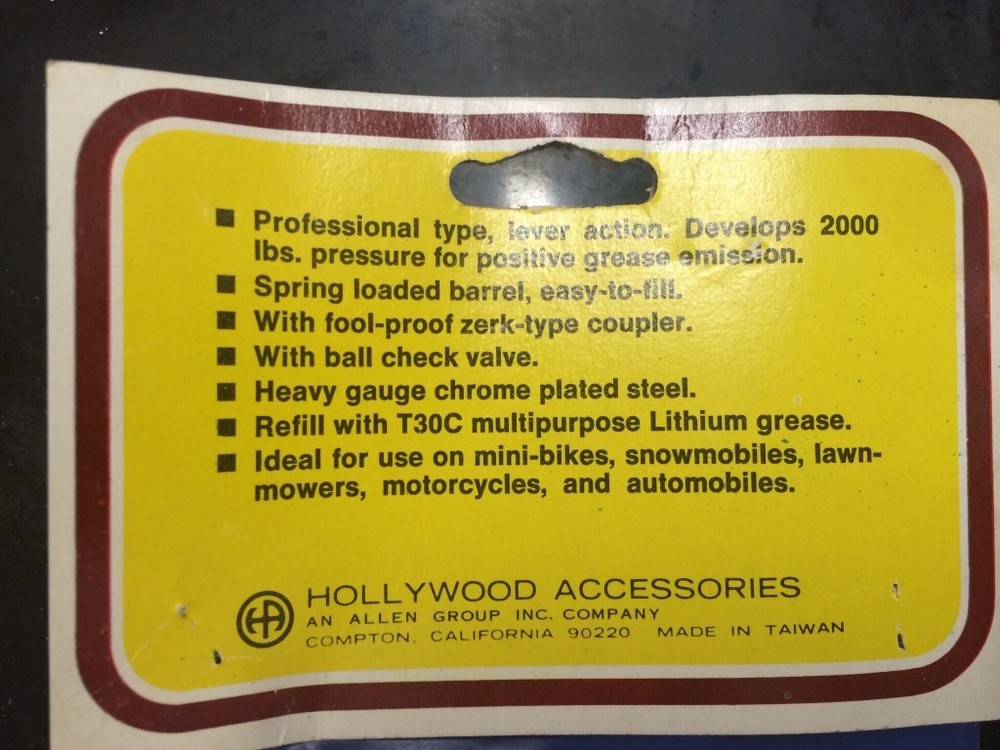 ■ Professional type, lever action. Develops 2000
lbs. pressure for positive grease emission.
■ Spring loaded barrel, easy-to-fill.
■ With fool-proof zerk-type coupler.
■ With ball check valve.
■ Heavy gauge chrome plated steel.
■ Refill with T30C multipurpose Lithium grease.
■ Ideal for use on mini-bikes, snowmobiles, lawn-
mowers, motorcycles, and automobiles.
HA HOLLYWOOD ACCESSORIES
AN ALLEN GROUP INC. COMPANY
COMPTON, CALIFORNIA 90220 MADE IN TAIWAN